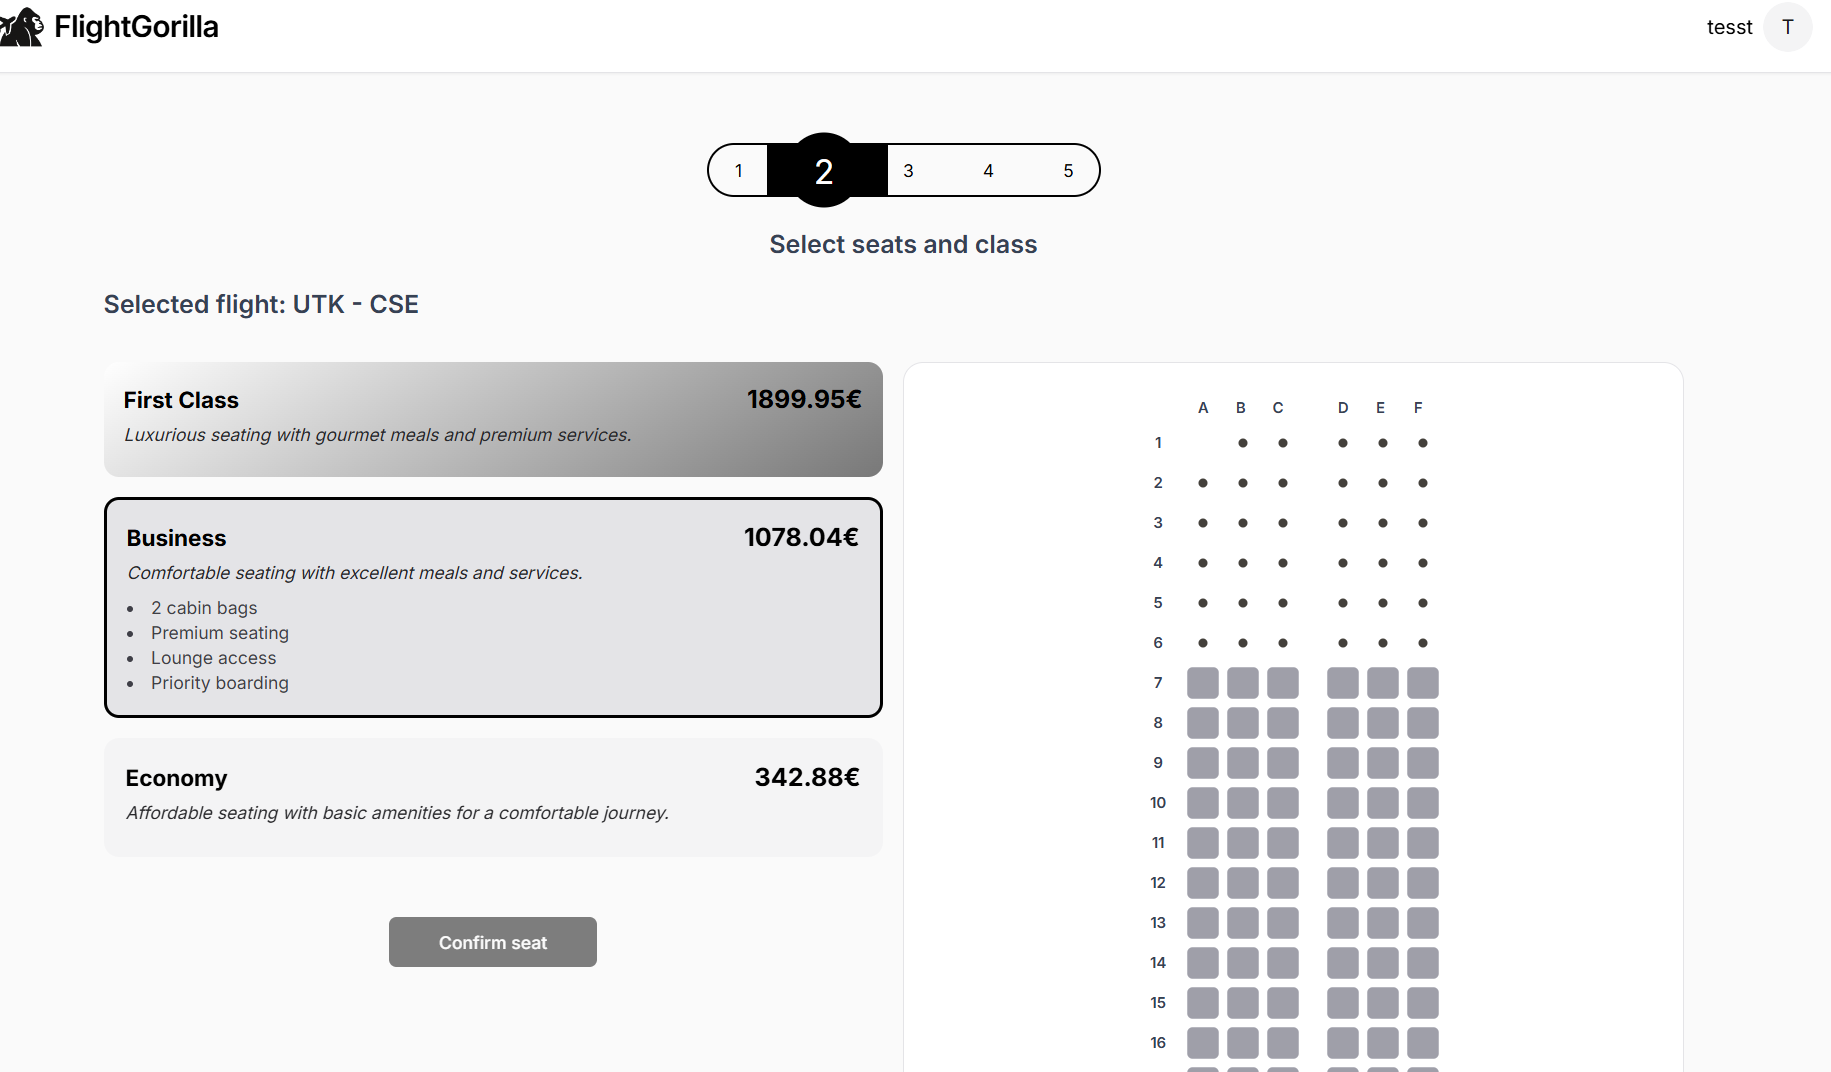 FlightGorilla
tesst T
1 2 3 4 5
Select seats and class
Selected flight: UTK - CSE
First Class 1899.95€
Luxurious seating with gourmet meals and premium services.
Business 1078.04€
Comfortable seating with excellent meals and services.
• 2 cabin bags
• Premium seating
• Lounge access
• Priority boarding
Economy 342.88€
Affordable seating with basic amenities for a comfortable journey.
Confirm seat
A B C D E F
1
2
3
4
5
6
7
8
9
10
11
12
13
14
15
16